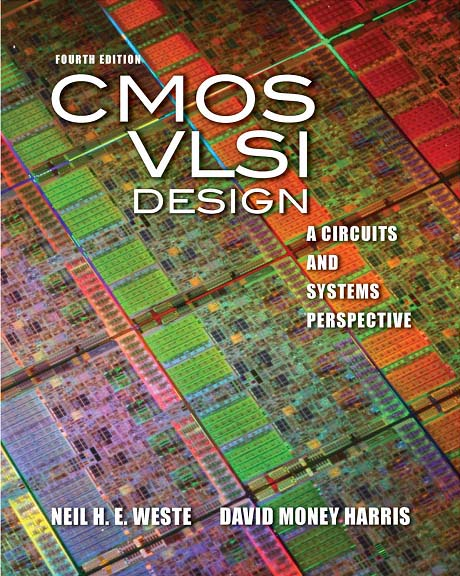 FOURTH EDITION
CMOS
VLSI
DESIGN
A CIRCUITS
AND
SYSTEMS
PERSPECTIVE
NEIL H. E. WESTE DAVID MONEY HARRIS